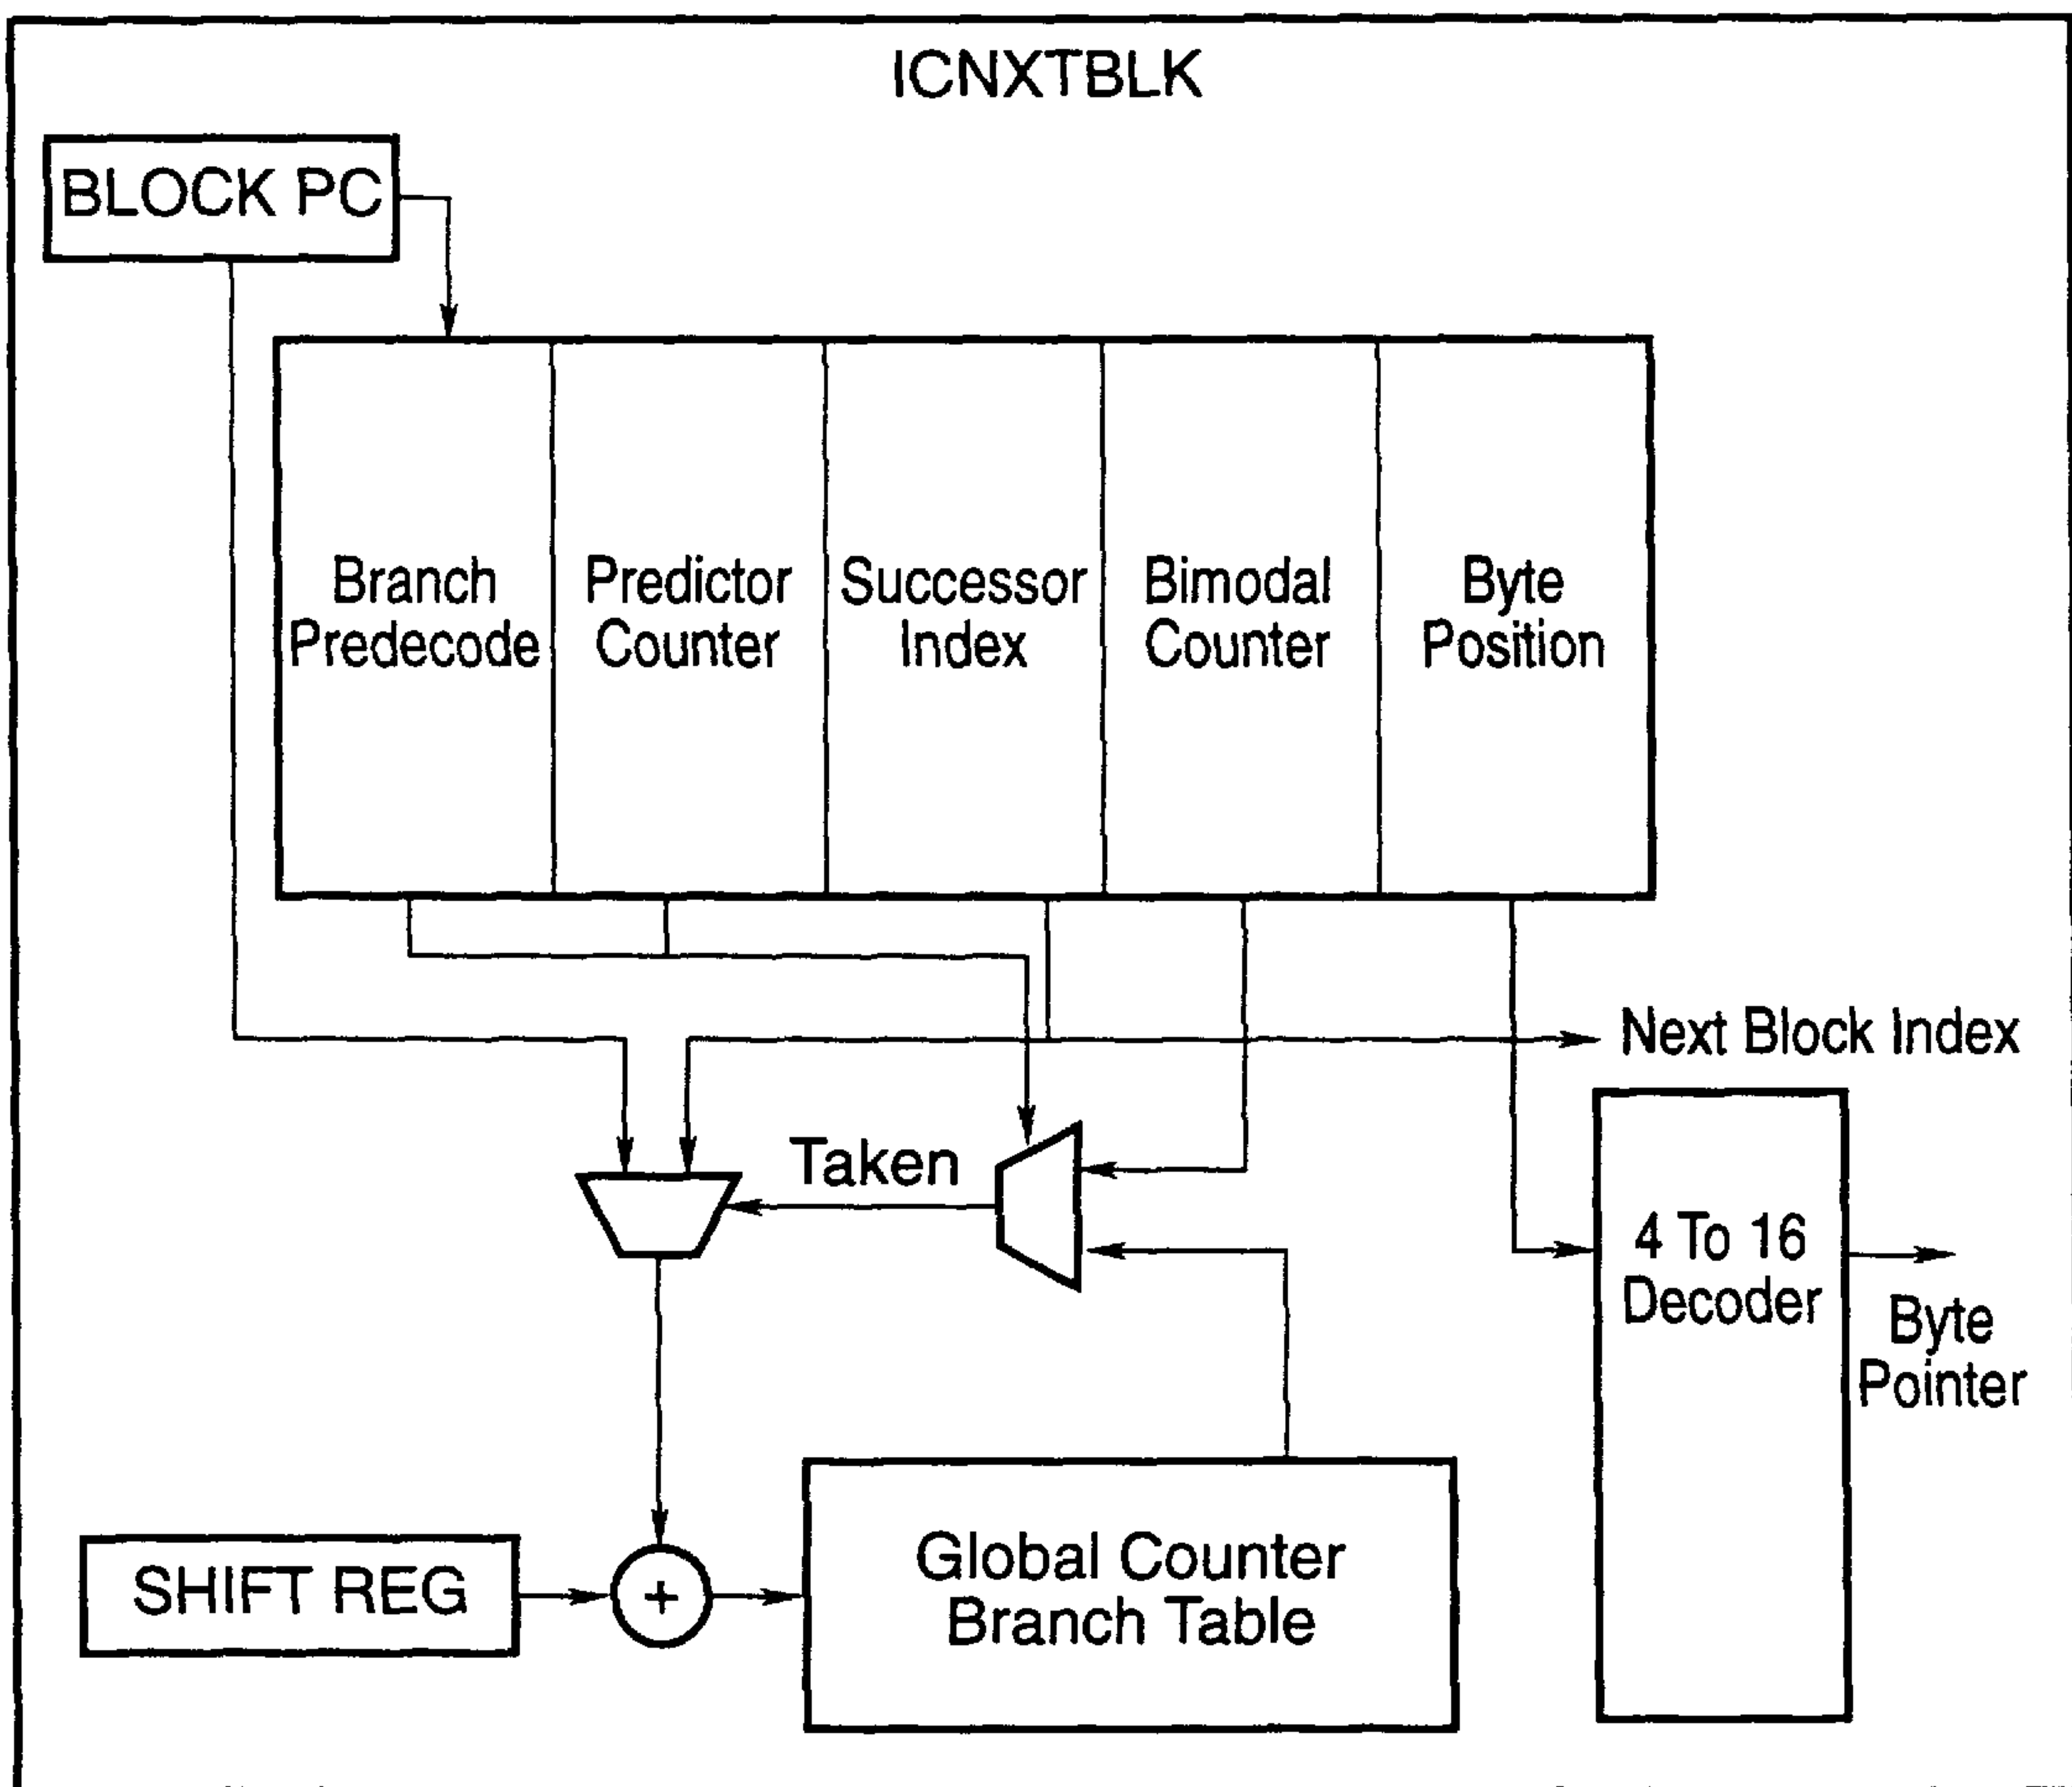 ICNXTBLK
BLOCK PC
Branch
Predecode
Predictor
Counter
Successor
Index
Bimodal
Counter
Byte
Position
Next Block Index
Taken
4 To 16
Decoder
Byte
Pointer
SHIFT REG
+
Global Counter
Branch Table